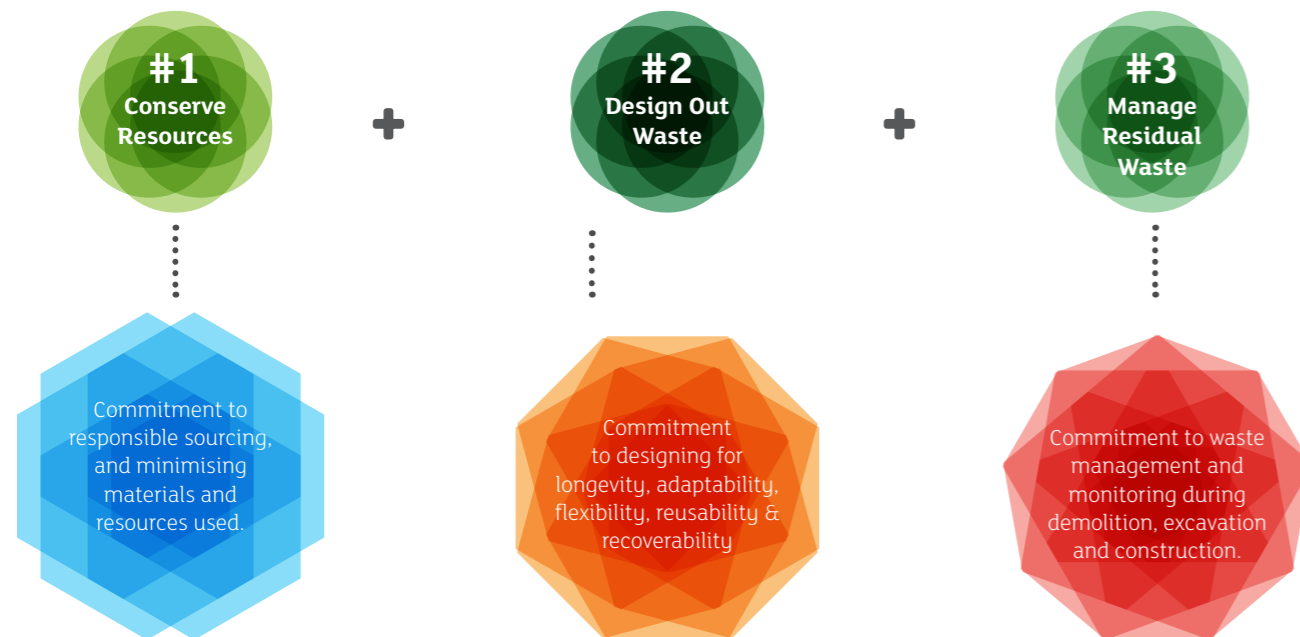 #1
Conserve
Resources
+
#2
Design Out
Waste
+
#3
Manage
Residual
Waste
Commitment to
responsible sourcing,
and minimising
materials and
resources used.
Commitment
to designing for
longevity, adaptability,
flexibility, reusability &
recoverability
Commitment to waste
management and
monitoring during
demolition, excavation
and construction.